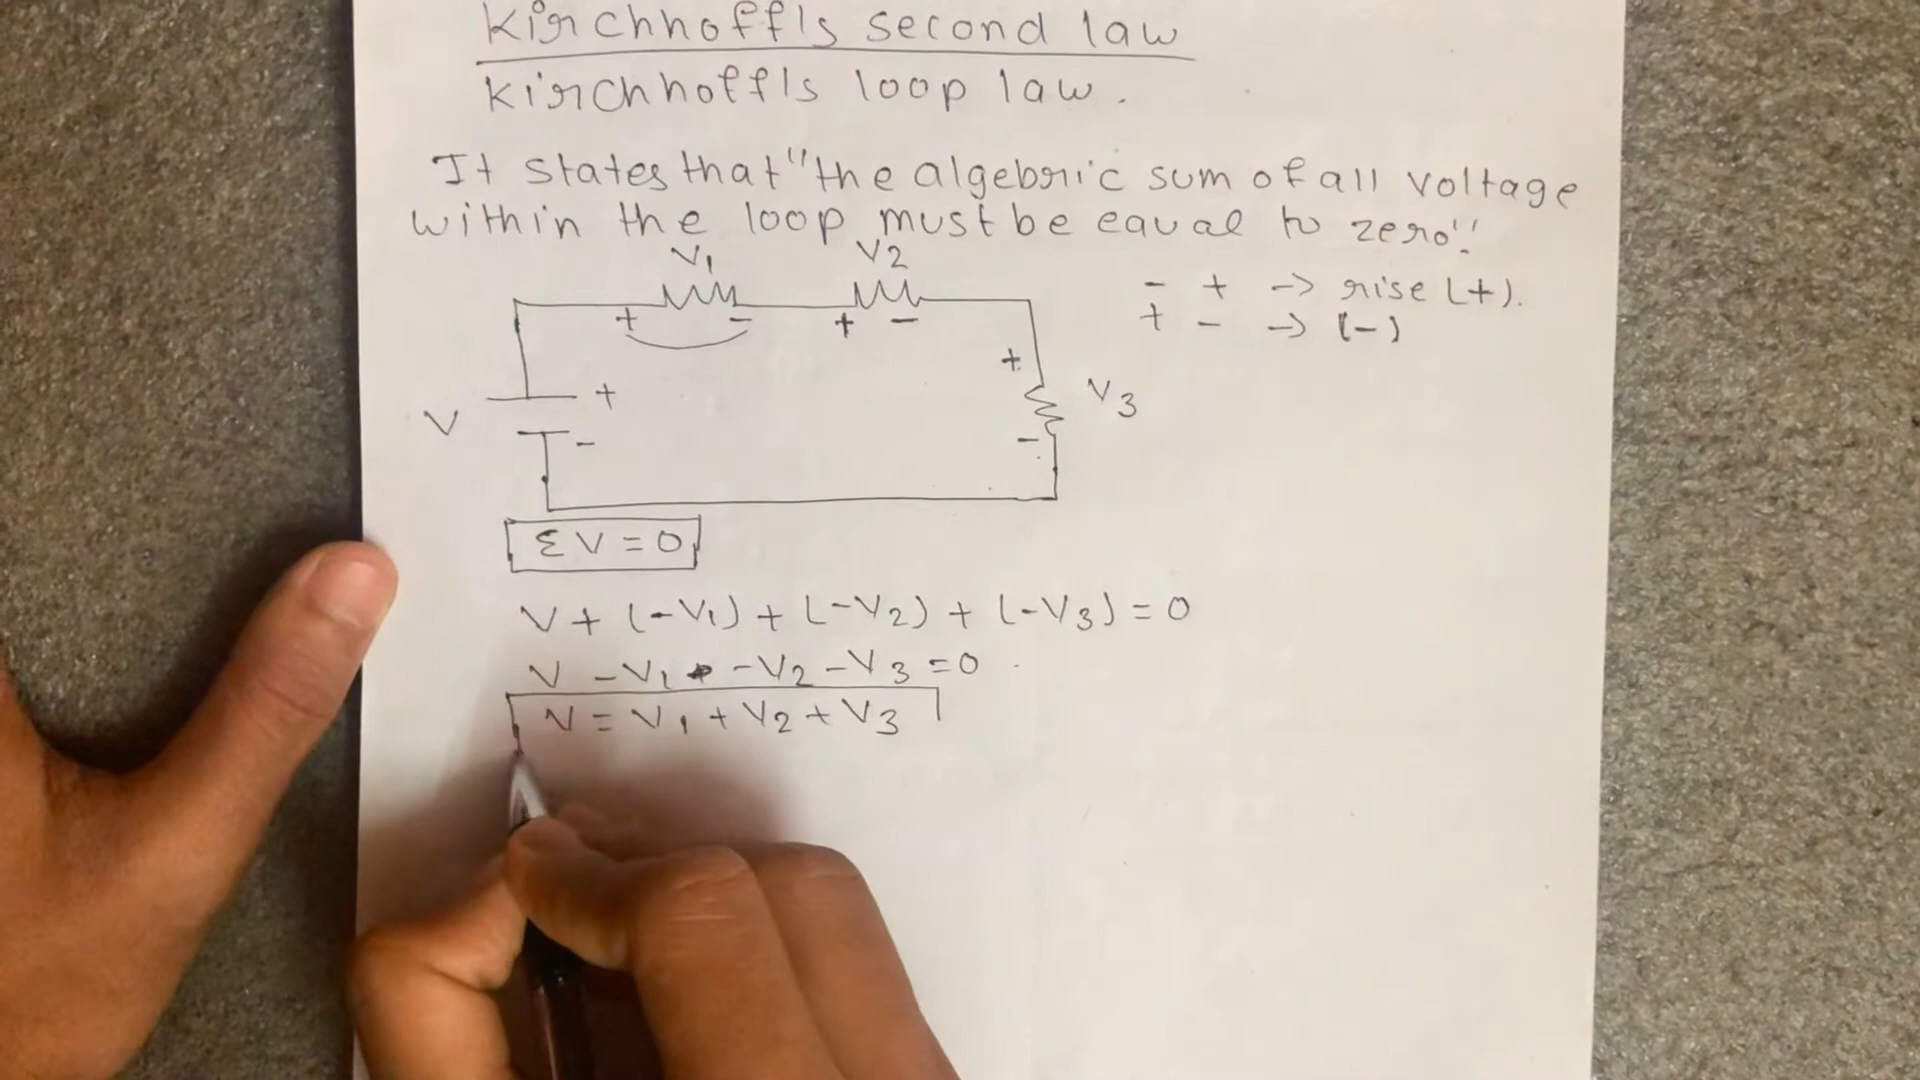 Kirchhoff's second law
Kirchhoff's loop law.
It states that "the algebric sum of all voltage
within the loop must be equal to zero".
V1 V2
- + -> rise (+).
+ - -> (-)
+ - + -
+
V + V3
- -
ΣV = 0
V + (-V1) + (-V2) + (-V3) = 0
V - V1 - V2 - V3 = 0
V = V1 + V2 + V3